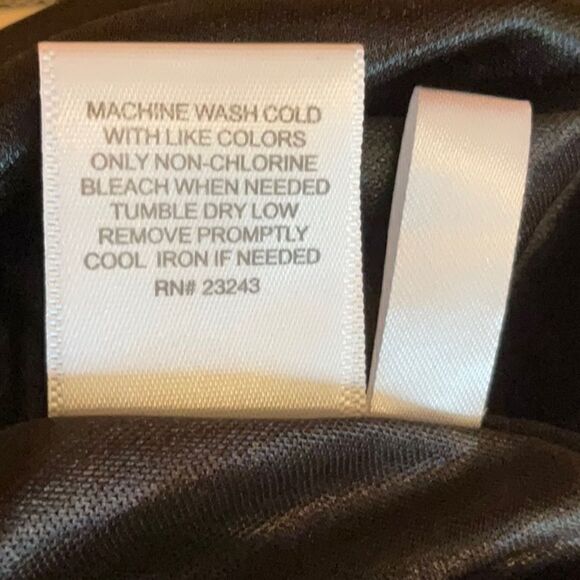 MACHINE WASH COLD
WITH LIKE COLORS
ONLY NON-CHLORINE
BLEACH WHEN NEEDED
TUMBLE DRY LOW
REMOVE PROMPTLY
COOL IRON IF NEEDED
RN# 23243